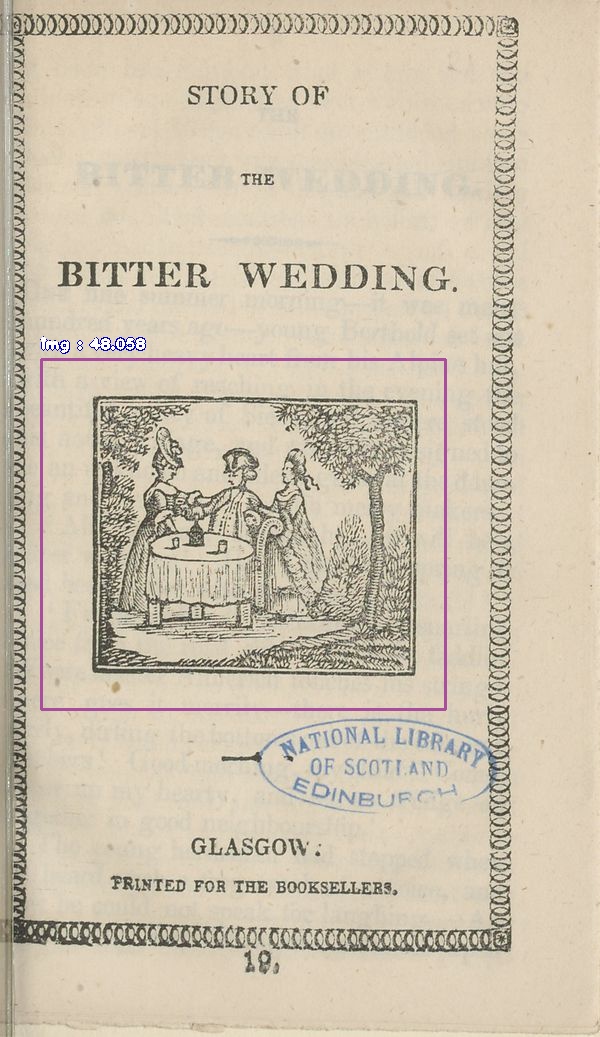 STORY OF
THE
BITTER WEDDING.
img : 48.058
NATIONAL LIBRARY
OF SCOTLAND
EDINBURGH
GLASGOW:
PRINTED FOR THE BOOKSELLERS.
19.